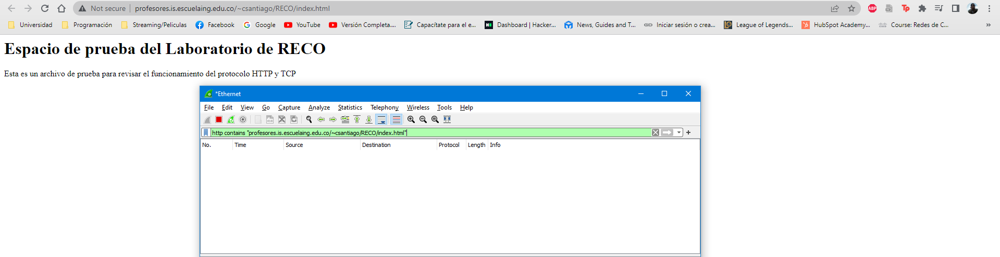 Not secure | profesores.is.escuelaing.edu.co/~csantiago/RECO/index.html ABP Tp
Universidad Programación Streaming/Peliculas Facebook Google YouTube Versión Completa.... Capacítate para el e... Dashboard | Hacker... News, Guides and T... Iniciar sesión o crea... League of Legends... HubSpot Academy... Course: Redes de C... »
Espacio de prueba del Laboratorio de RECO
Esta es un archivo de prueba para revisar el funcionamiento del protocolo HTTP y TCP
*Ethernet
File Edit View Go Capture Analyze Statistics Telephony Wireless Tools Help
http contains "profesores.is.escuelaing.edu.co/~csantiago/RECO/index.html"
No. Time Source Destination Protocol Length Info